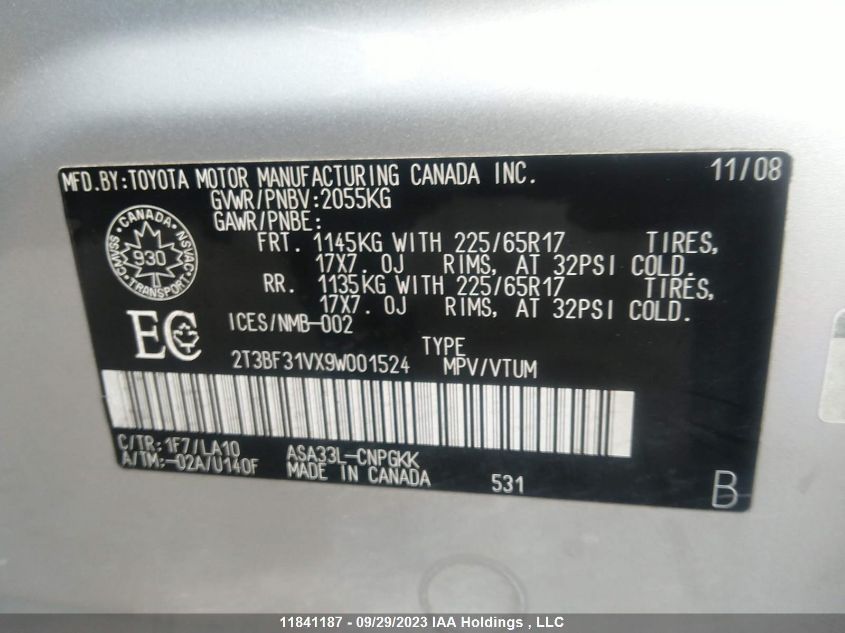 MFD.BY:TOYOTA MOTOR MANUFACTURING CANADA INC. 11/08
GVWR/PNBV:2055KG
GAWR/PNBE:
FRT. 1145KG WITH 225/65R17 TIRES,
17X7. 0J RIMS, AT 32PSI COLD.
RR. 1135KG WITH 225/65R17 TIRES,
17X7. 0J RIMS, AT 32PSI COLD.
CANADA
CMVSS 930 NSVAC
TRANSPORT
EC
ICES/NMB-002
2T3BF31VX9W001524
TYPE
MPV/VTUM
C/TR:1F7/LA10 ASA33L-CNPGKK
A/TM:-02A/U140F MADE IN CANADA 531
B
11841187 - 09/29/2023 IAA Holdings , LLC